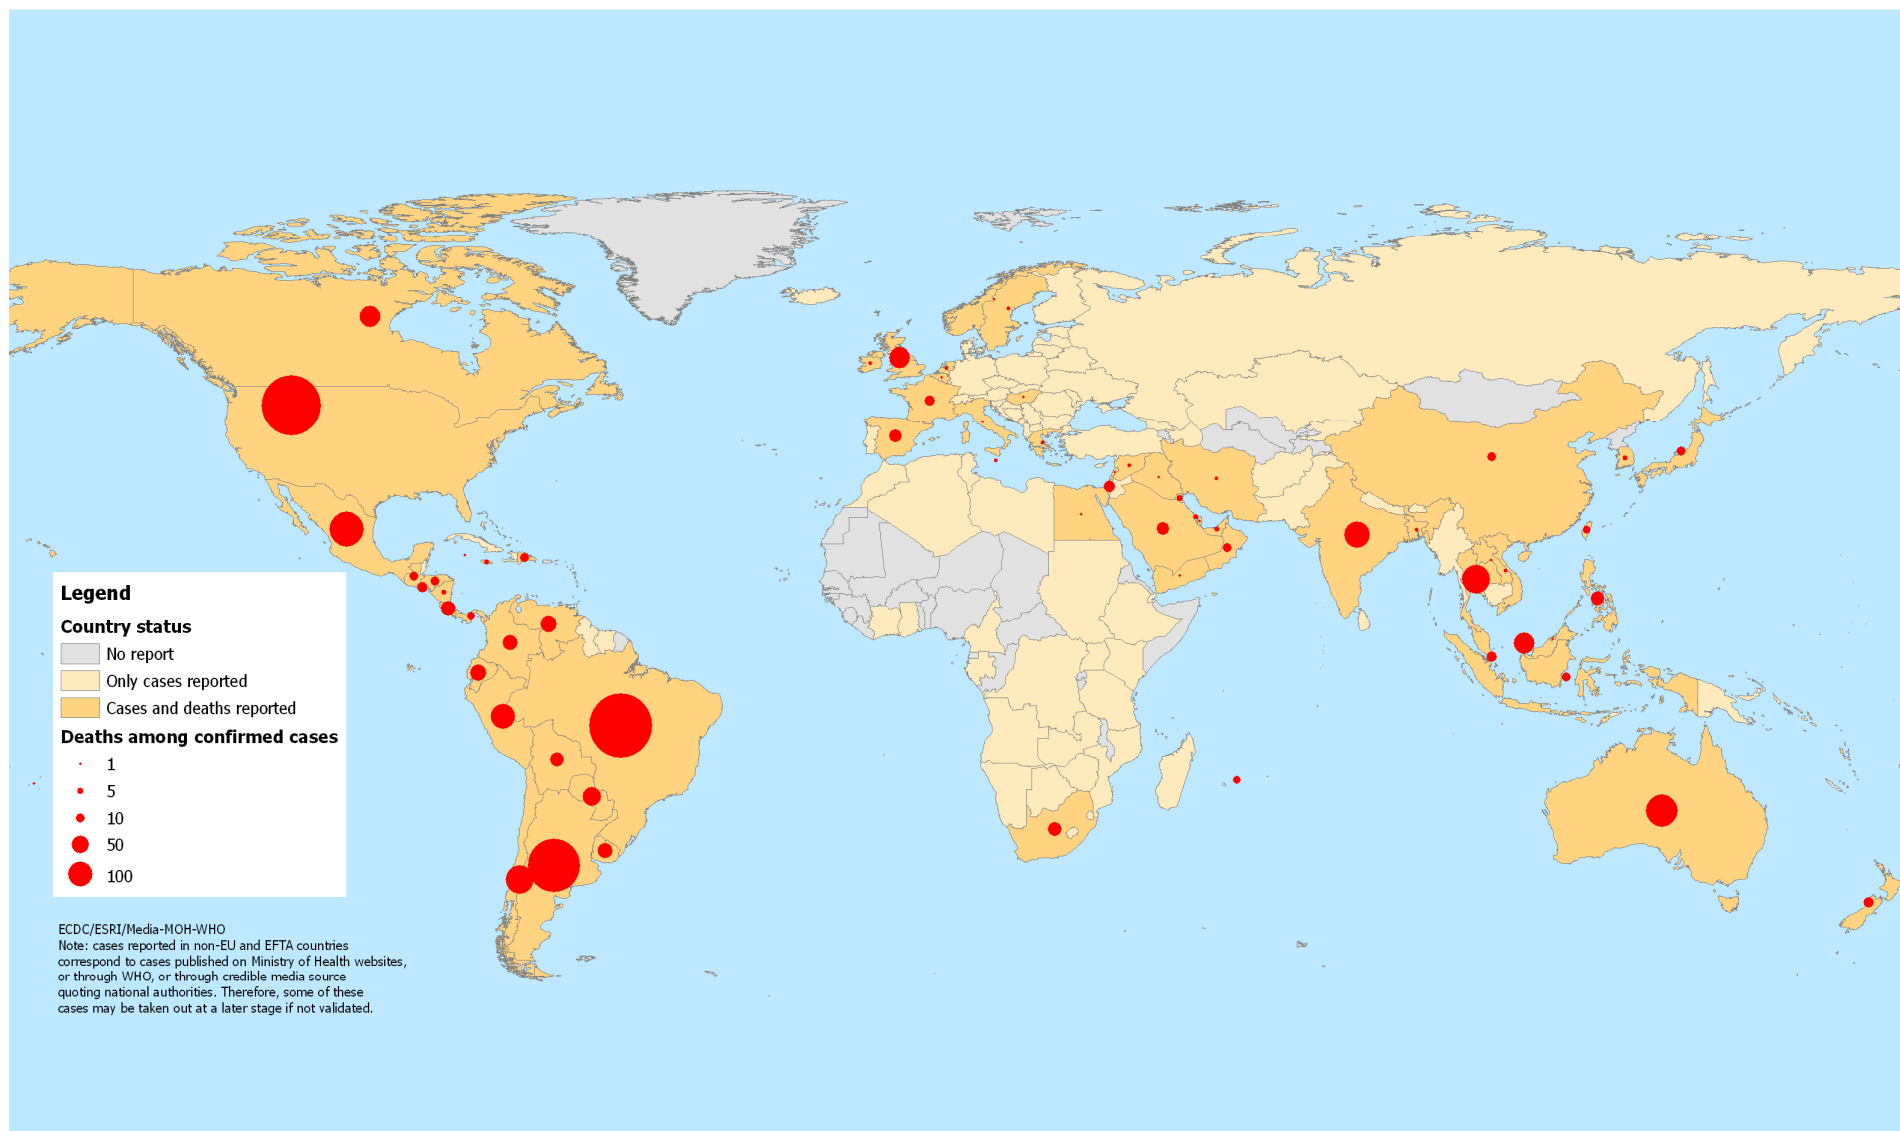 Legend
Country status
No report
Only cases reported
Cases and deaths reported
Deaths among confirmed cases
1
5
10
50
100
ECDC/ESRI/Media-MOH-WHO
Note: cases reported in non-EU and EFTA countries
correspond to cases published on Ministry of Health websites,
or through WHO, or through credible media source
quoting national authorities. Therefore, some of these
cases may be taken out at a later stage if not validated.